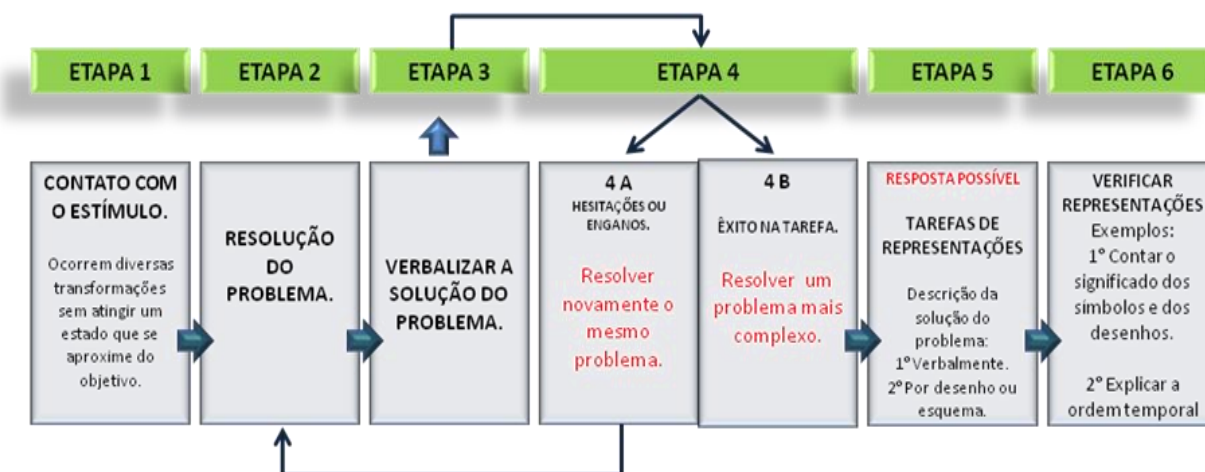 ETAPA 1
ETAPA 2
ETAPA 3
ETAPA 4
ETAPA 5
ETAPA 6
CONTATO COM
O ESTÍMULO.
Ocorrem diversas
transformações
sem atingir um
estado que se
aproxime do
objetivo.
RESOLUÇÃO
DO
PROBLEMA.
VERBALIZAR A
SOLUÇÃO DO
PROBLEMA.
4 A
HESITAÇÕES OU
ENGANOS.
Resolver
novamente o
mesmo
problema.
4 B
ÊXITO NA TAREFA.
Resolver um
problema mais
complexo.
RESPOSTA POSSÍVEL
TAREFAS DE
REPRESENTAÇÕES
Descrição da
solução do
problema:
1º Verbalmente.
2º Por desenho ou
esquema.
VERIFICAR
REPRESENTAÇÕES
Exemplos:
1º Contar o
significado dos
símbolos e dos
desenhos.
2º Explicar a
ordem temporal